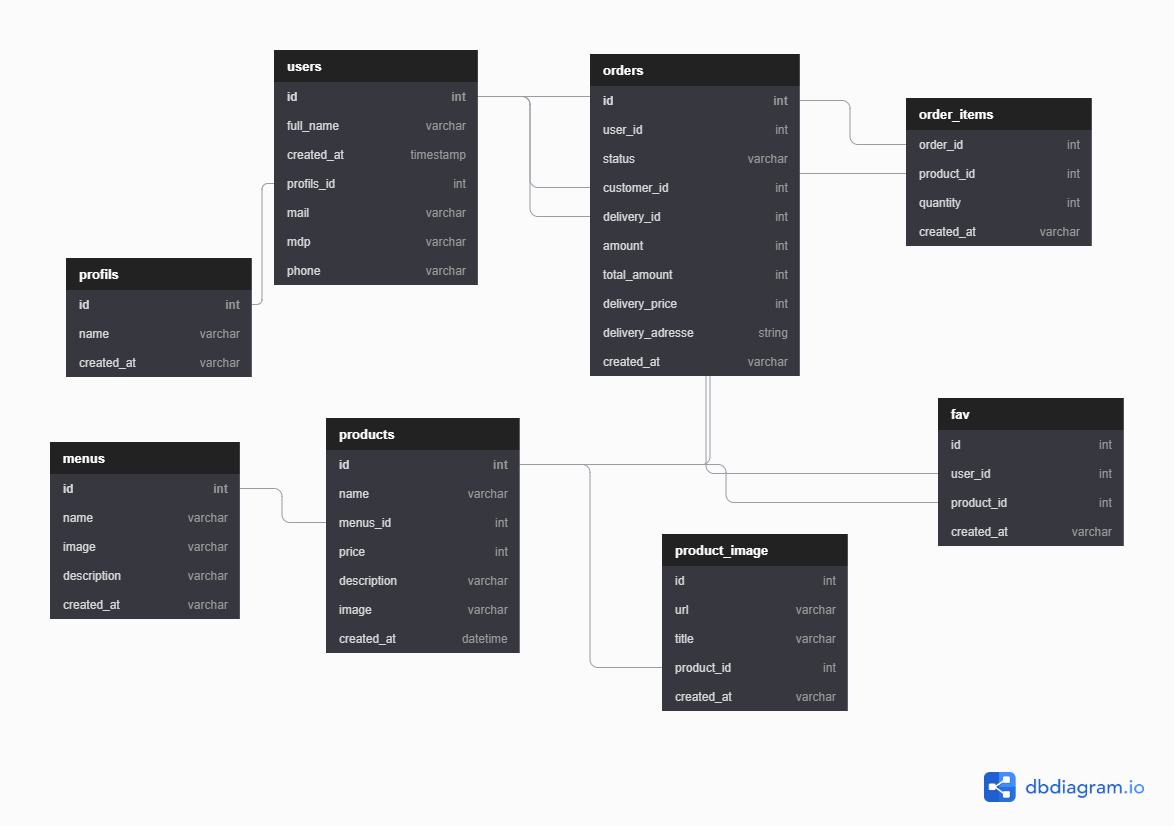 users
id int
full_name varchar
created_at timestamp
profils_id int
mail varchar
mdp varchar
phone varchar
orders
id int
user_id int
status varchar
customer_id int
delivery_id int
amount int
total_amount int
delivery_price int
delivery_adresse string
created_at varchar
order_items
order_id int
product_id int
quantity int
created_at varchar
profils
id int
name varchar
created_at varchar
menus
id int
name varchar
image varchar
description varchar
created_at varchar
products
id int
name varchar
menus_id int
price int
description varchar
image varchar
created_at datetime
fav
id int
user_id int
product_id int
created_at varchar
product_image
id int
url varchar
title varchar
product_id int
created_at varchar
dbdiagram.io